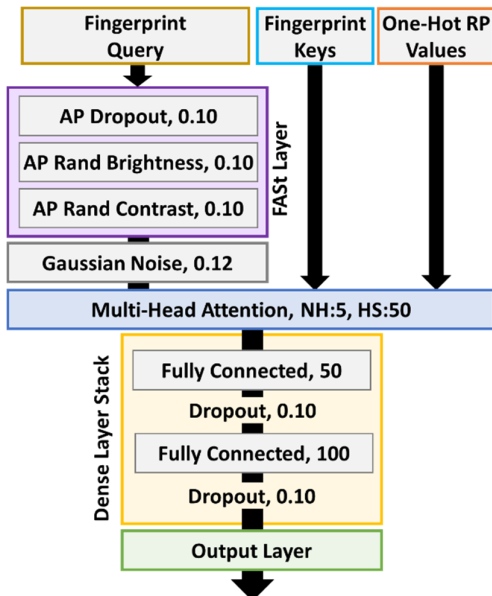 Fingerprint
Query
Fingerprint
Keys
One-Hot RP
Values
AP Dropout, 0.10
AP Rand Brightness, 0.10
AP Rand Contrast, 0.10
FASt Layer
Gaussian Noise, 0.12
Multi-Head Attention, NH:5, HS:50
Dense Layer Stack
Fully Connected, 50
Dropout, 0.10
Fully Connected, 100
Dropout, 0.10
Output Layer